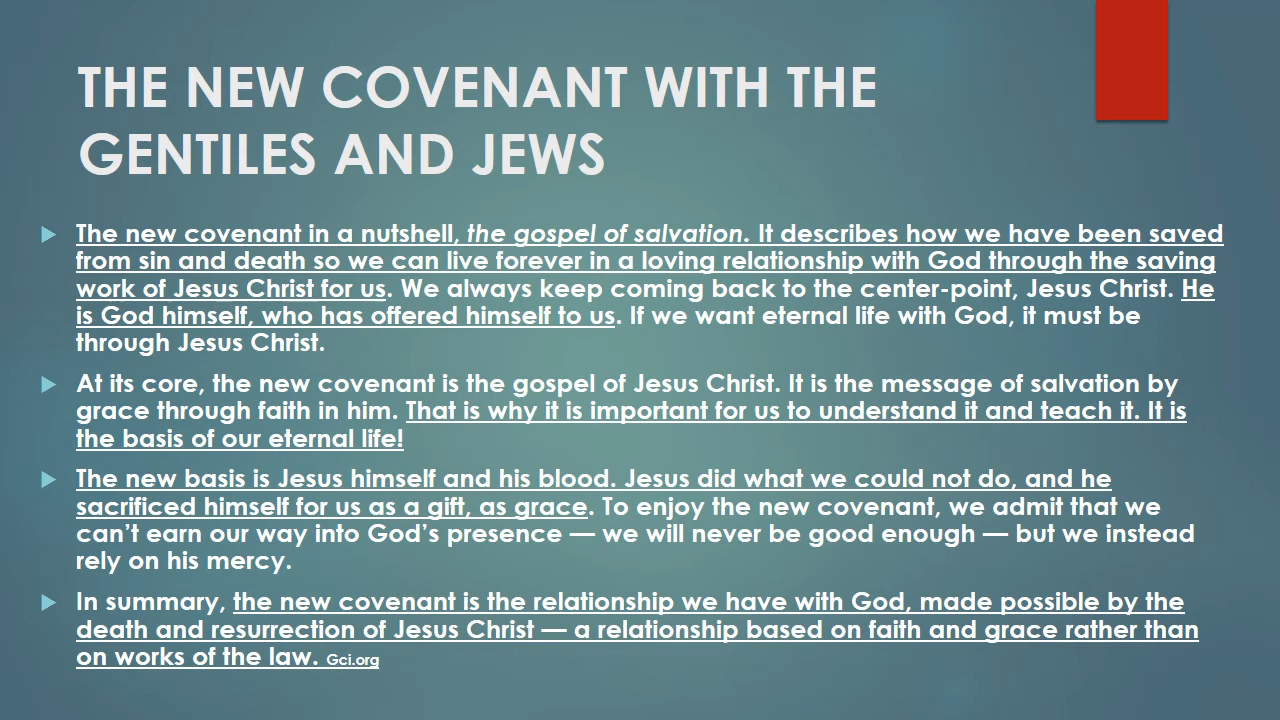 THE NEW COVENANT WITH THE
GENTILES AND JEWS
The new covenant in a nutshell, the gospel of salvation. It describes how we have been saved
from sin and death so we can live forever in a loving relationship with God through the saving
work of Jesus Christ for us. We always keep coming back to the center-point, Jesus Christ. He
is God himself, who has offered himself to us. If we want eternal life with God, it must be
through Jesus Christ.
At its core, the new covenant is the gospel of Jesus Christ. It is the message of salvation by
grace through faith in him. That is why it is important for us to understand it and teach it. It is
the basis of our eternal life!
The new basis is Jesus himself and his blood. Jesus did what we could not do, and he
sacrificed himself for us as a gift, as grace. To enjoy the new covenant, we admit that we
can’t earn our way into God’s presence — we will never be good enough — but we instead
rely on his mercy.
In summary, the new covenant is the relationship we have with God, made possible by the
death and resurrection of Jesus Christ — a relationship based on faith and grace rather than
on works of the law. Gci.org